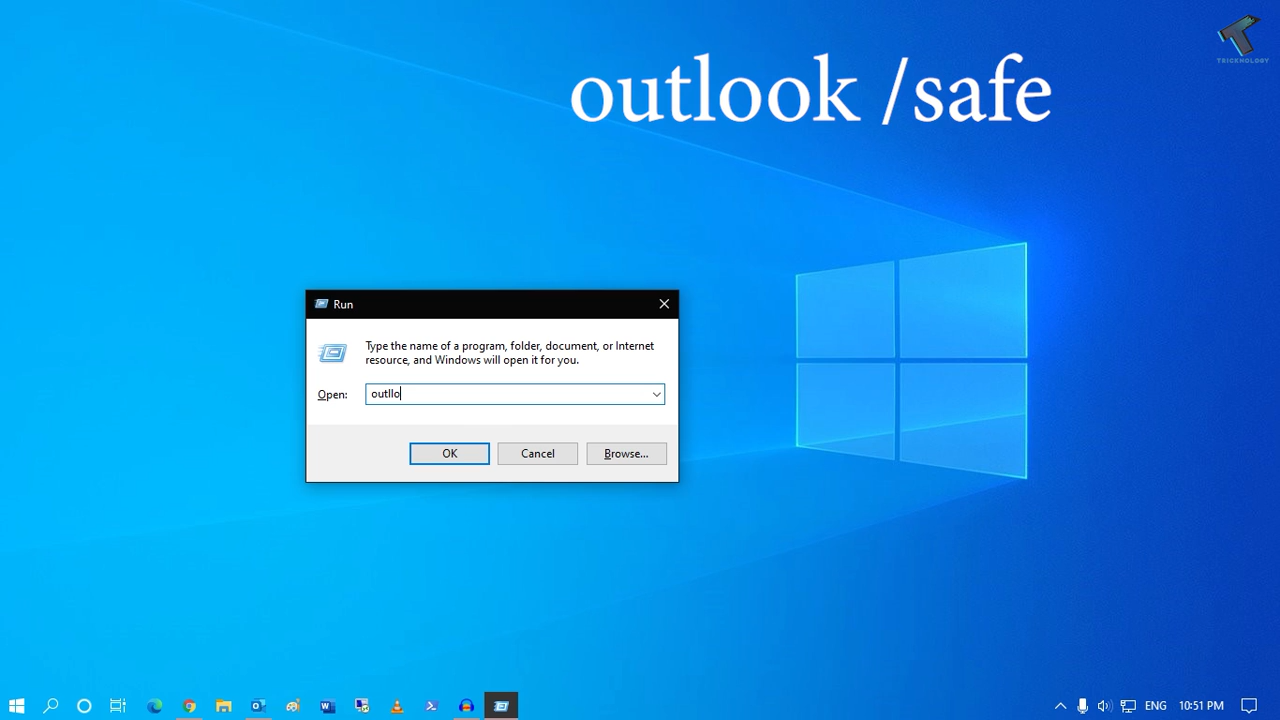 outlook /safe
TRICKNOLOGY
Run
Type the name of a program, folder, document, or Internet
resource, and Windows will open it for you.
Open: outllo
OK Cancel Browse...
ENG 10:51 PM